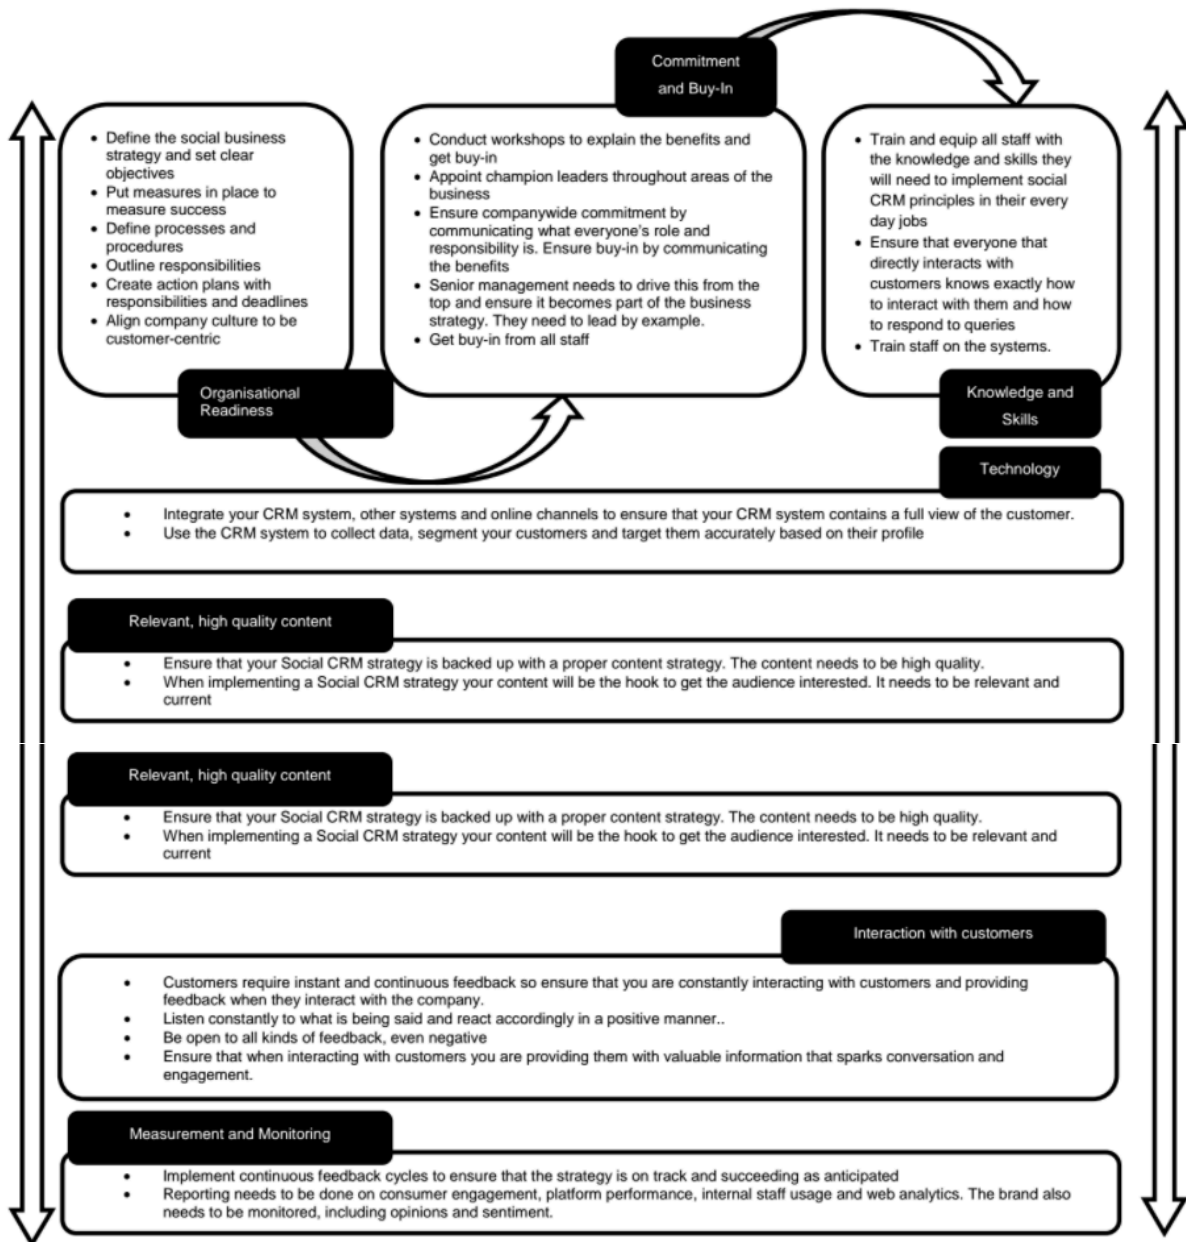 Commitment
and Buy-In
• Define the social business
strategy and set clear
objectives
• Put measures in place to
measure success
• Define processes and
procedures
• Outline responsibilities
• Create action plans with
responsibilities and deadlines
• Align company culture to be
customer-centric
Organisational
Readiness
• Conduct workshops to explain the benefits and
get buy-in
• Appoint champion leaders throughout areas of the
business
• Ensure companywide commitment by
communicating what everyone's role and
responsibility is. Ensure buy-in by communicating
the benefits
• Senior management needs to drive this from the
top and ensure it becomes part of the business
strategy. They need to lead by example.
• Get buy-in from all staff
• Train and equip all staff with
the knowledge and skills they
will need to implement social
CRM principles in their every
day jobs
• Ensure that everyone that
directly interacts with
customers knows exactly how
to interact with them and how
to respond to queries
• Train staff on the systems.
Knowledge and
Skills
Technology
• Integrate your CRM system, other systems and online channels to ensure that your CRM system contains a full view of the customer.
• Use the CRM system to collect data, segment your customers and target them accurately based on their profile
Relevant, high quality content
• Ensure that your Social CRM strategy is backed up with a proper content strategy. The content needs to be high quality.
• When implementing a Social CRM strategy your content will be the hook to get the audience interested. It needs to be relevant and
current
Relevant, high quality content
• Ensure that your Social CRM strategy is backed up with a proper content strategy. The content needs to be high quality.
• When implementing a Social CRM strategy your content will be the hook to get the audience interested. It needs to be relevant and
current
Interaction with customers
• Customers require instant and continuous feedback so ensure that you are constantly interacting with customers and providing
feedback when they interact with the company.
• Listen constantly to what is being said and react accordingly in a positive manner..
• Be open to all kinds of feedback, even negative
• Ensure that when interacting with customers you are providing them with valuable information that sparks conversation and
engagement.
Measurement and Monitoring
• Implement continuous feedback cycles to ensure that the strategy is on track and succeeding as anticipated
• Reporting needs to be done on consumer engagement, platform performance, internal staff usage and web analytics. The brand also
needs to be monitored, including opinions and sentiment.